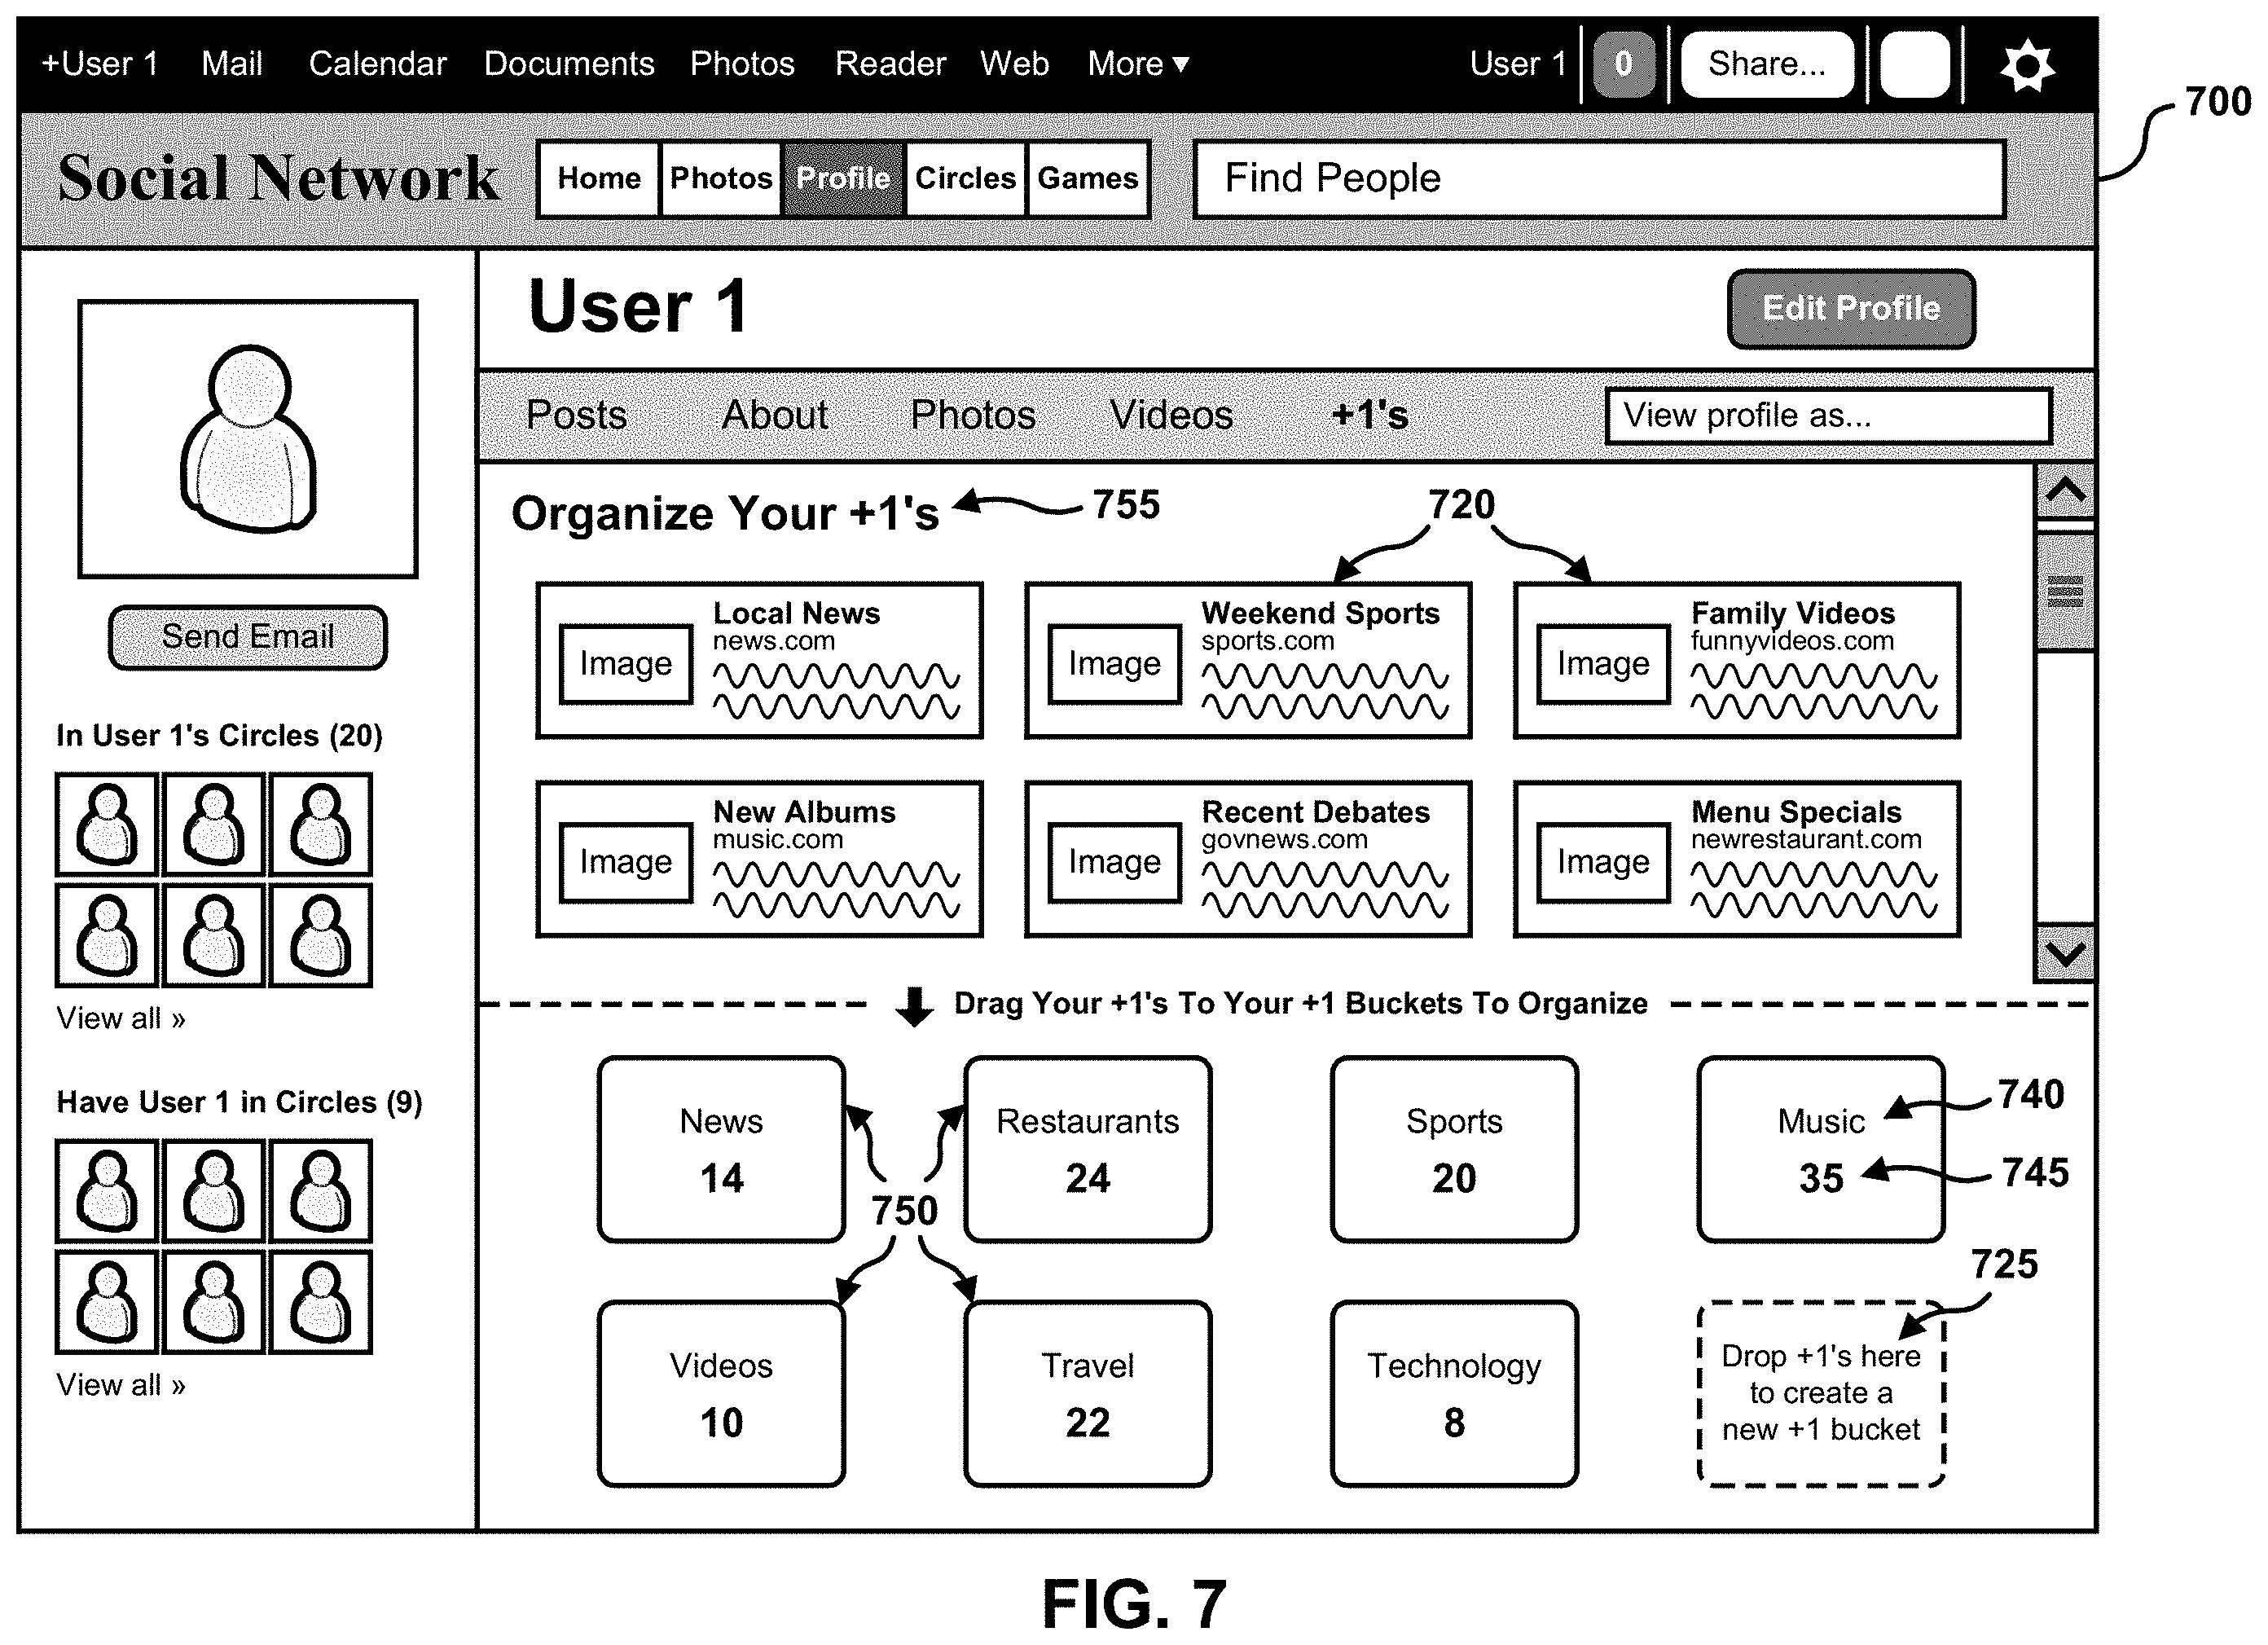 +User 1 Mail Calendar Documents Photos Reader Web More ▼ User 1 0 Share...
700
Social Network Home Photos Profile Circles Games Find People
User 1 Edit Profile
Posts About Photos Videos +1's View profile as...
Send Email
In User 1's Circles (20)
View all »
Have User 1 in Circles (9)
View all »
Organize Your +1's 755 720
Image
Local News
news.com
Image
Weekend Sports
sports.com
Image
Family Videos
funnyvideos.com
Image
New Albums
music.com
Image
Recent Debates
govnews.com
Image
Menu Specials
newrestaurant.com
Drag Your +1's To Your +1 Buckets To Organize
News
14
Restaurants
24
Sports
20
Music
35
740
745
750
725
Videos
10
Travel
22
Technology
8
Drop +1's here
to create a
new +1 bucket
FIG. 7